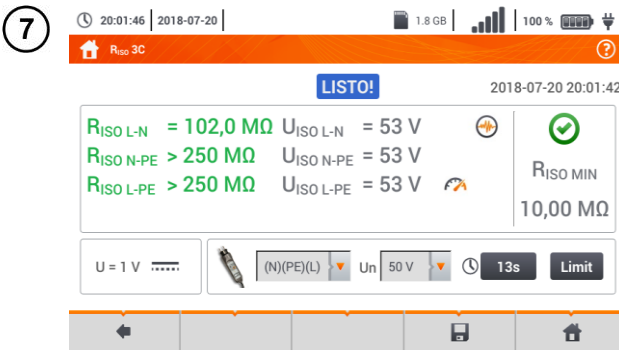 7
20:01:46 2018-07-20 1.8 GB 100 %
RISO 3C ?
LISTO! 2018-07-20 20:01:42
RISO L-N = 102,0 MΩ UISO L-N = 53 V
RISO N-PE > 250 MΩ UISO N-PE = 53 V
RISO L-PE > 250 MΩ UISO L-PE = 53 V
RISO MIN
10,00 MΩ
U = 1 V (N)(PE)(L) Un 50 V 13s Limit